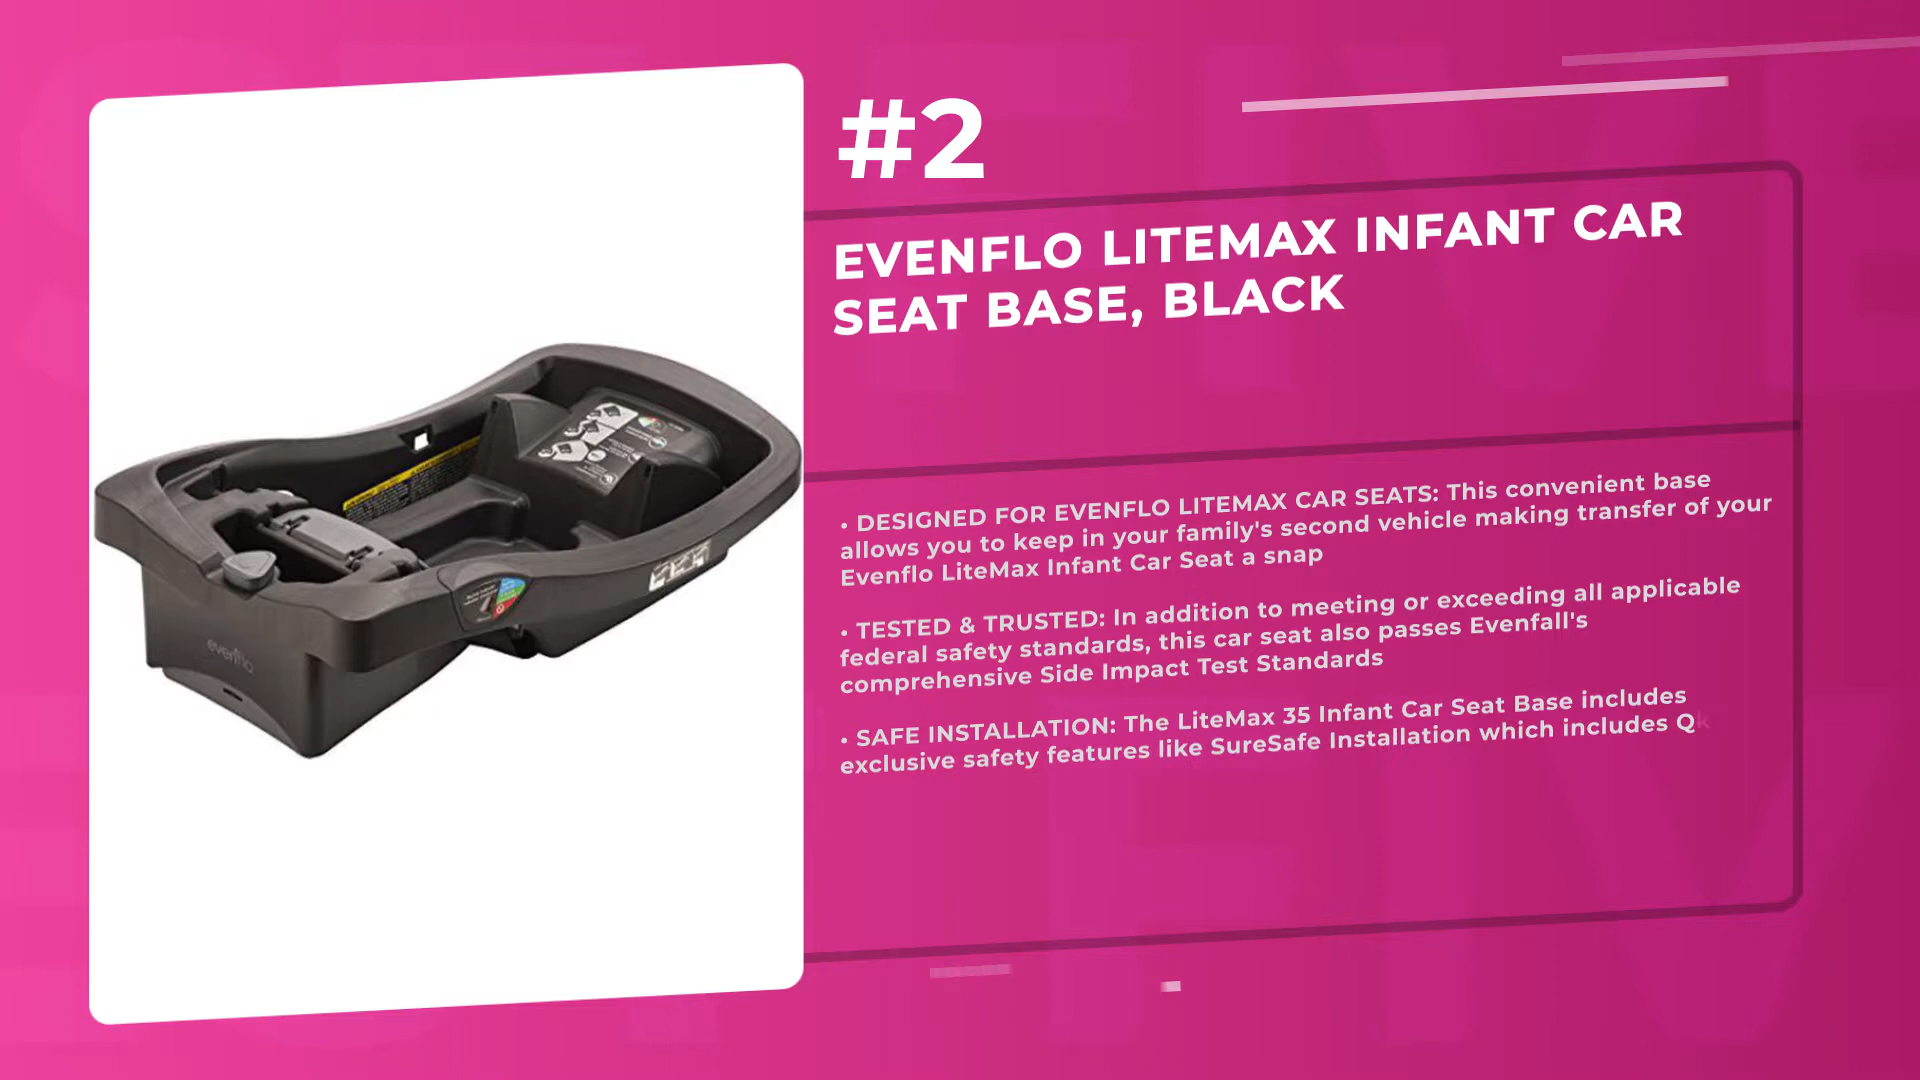 #2
EVENFLO LITEMAX INFANT CAR
SEAT BASE, BLACK
• DESIGNED FOR EVENFLO LITEMAX CAR SEATS: This convenient base
allows you to keep in your family's second vehicle making transfer of your
Evenflo LiteMax Infant Car Seat a snap
• TESTED & TRUSTED: In addition to meeting or exceeding all applicable
federal safety standards, this car seat also passes Evenfall's
comprehensive Side Impact Test Standards
• SAFE INSTALLATION: The LiteMax 35 Infant Car Seat Base includes
exclusive safety features like SureSafe Installation which includes Qk
evenflo